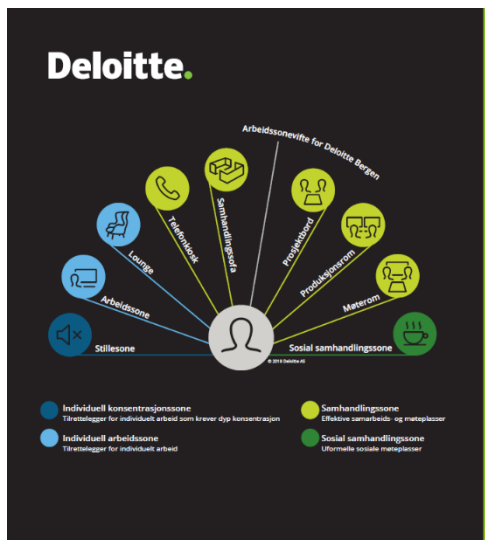 Deloitte.
Arbeidssonevifte for Deloitte Bergen
Stillesone
Arbeidssone
Lounge
Telefonkiosk
Samhandlingssofa
Prosjektbord
Produksjonsrom
Møterom
Sosial samhandlingssone
© 2018 Deloitte AS
Individuell konsentrasjonssone
Tilrettelegger for individuelt arbeid som krever dyp konsentrasjon
Individuell arbeidssone
Tilrettelegger for individuelt arbeid
Samhandlingssone
Effektive samarbeids- og møteplasser
Sosial samhandlingssone
Uformelle sosiale møteplasser